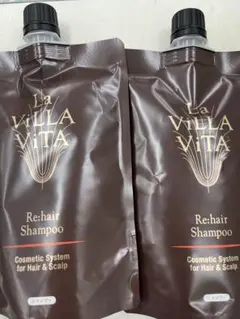 La
ViLLA
ViTA
Re:hair
Shampoo
Cosmetic System
for Hair & Scalp
La
ViLLA
ViTA
Re:hair
Shampoo
Cosmetic System
for Hair & Scalp